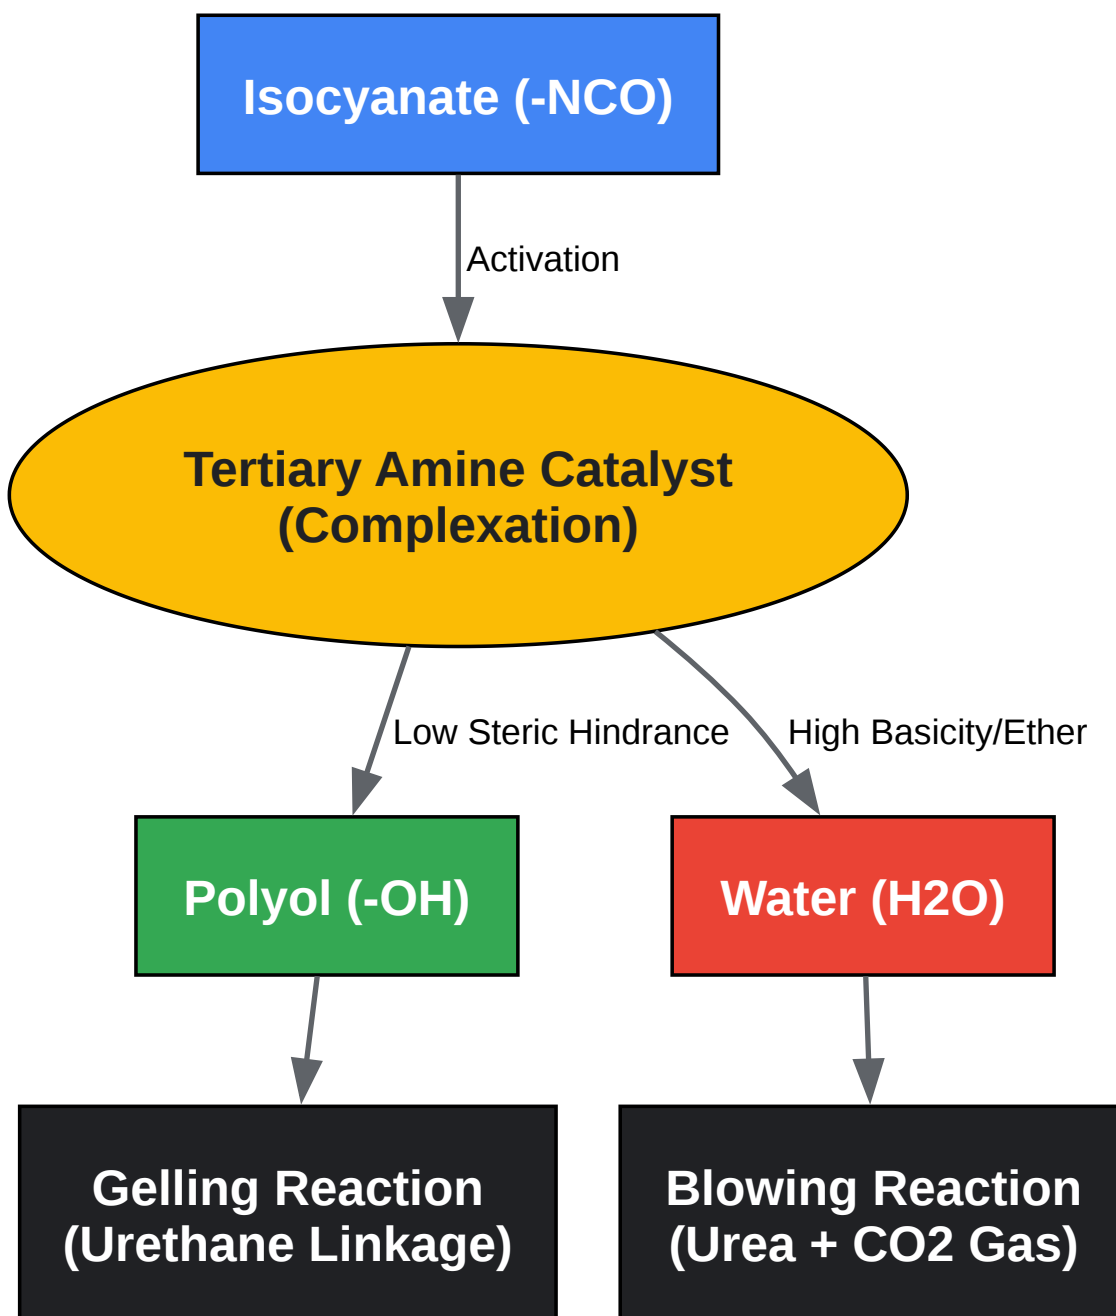 Isocyanate (-NCO)
Activation
Tertiary Amine Catalyst
(Complexation)
Low Steric Hindrance
High Basicity/Ether
Polyol (-OH)
Water (H2O)
Gelling Reaction
(Urethane Linkage)
Blowing Reaction
(Urea + CO2 Gas)